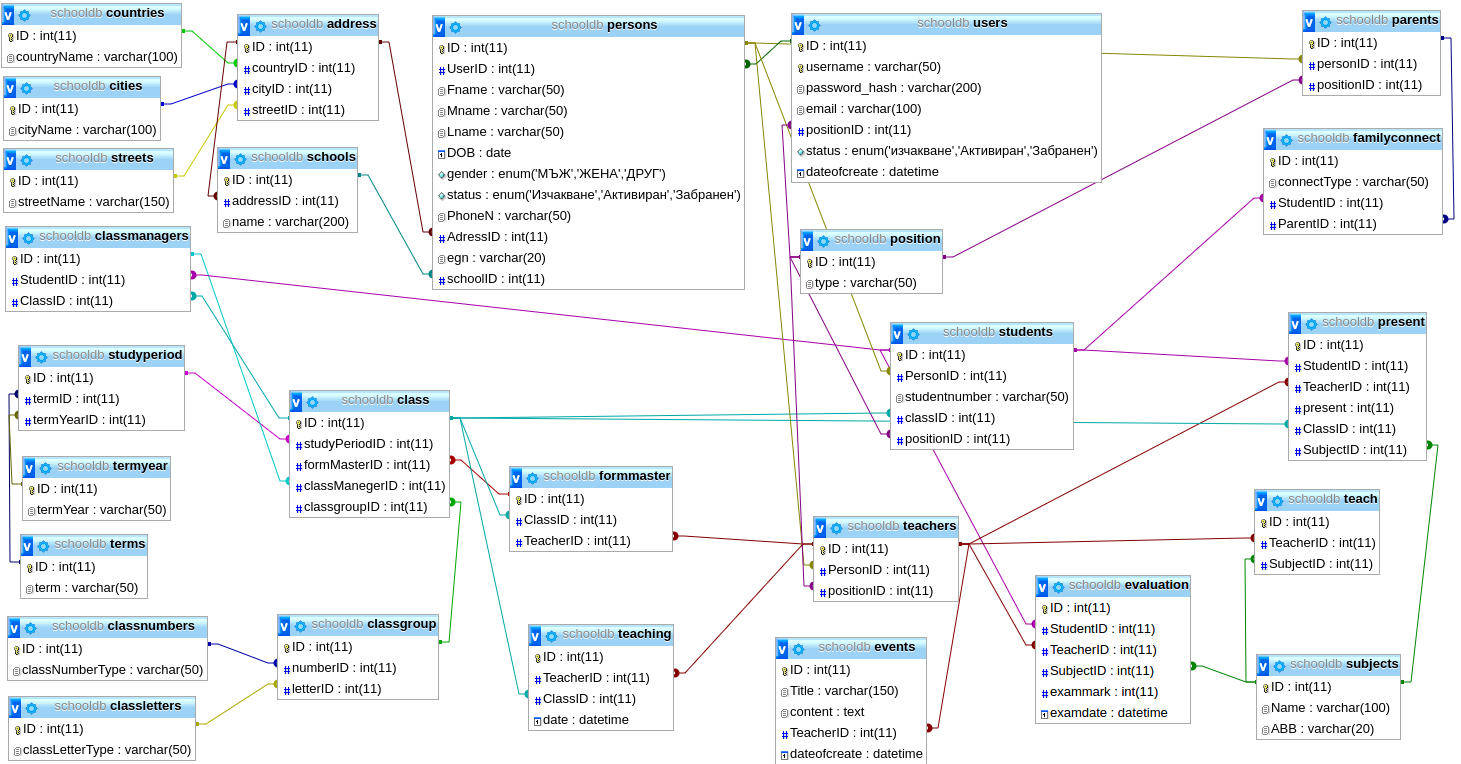 schooldb countries
ID : int(11)
countryName : varchar(100)
schooldb cities
ID : int(11)
cityName : varchar(100)
schooldb streets
ID : int(11)
streetName : varchar(150)
schooldb address
ID : int(11)
countryID : int(11)
cityID : int(11)
streetID : int(11)
schooldb schools
ID : int(11)
addressID : int(11)
name : varchar(200)
schooldb persons
ID : int(11)
UserID : int(11)
Fname : varchar(50)
Mname : varchar(50)
Lname : varchar(50)
DOB : date
gender : enum('МЪЖ','ЖЕНА','ДРУГ')
status : enum('Изчакване','Активиран','Забранен')
PhoneN : varchar(50)
AdressID : int(11)
egn : varchar(20)
schoolID : int(11)
schooldb users
ID : int(11)
username : varchar(50)
password_hash : varchar(200)
email : varchar(100)
positionID : int(11)
status : enum('изчакване','Активиран','Забранен')
dateofcreate : datetime
schooldb parents
ID : int(11)
personID : int(11)
positionID : int(11)
schooldb familyconnect
ID : int(11)
connectType : varchar(50)
StudentID : int(11)
ParentID : int(11)
schooldb classmanagers
ID : int(11)
StudentID : int(11)
ClassID : int(11)
schooldb position
ID : int(11)
type : varchar(50)
schooldb studyperiod
ID : int(11)
termID : int(11)
termYearID : int(11)
schooldb class
ID : int(11)
studyPeriodID : int(11)
formMasterID : int(11)
classManegerID : int(11)
classgroupID : int(11)
schooldb students
ID : int(11)
PersonID : int(11)
studentnumber : varchar(50)
classID : int(11)
positionID : int(11)
schooldb present
ID : int(11)
StudentID : int(11)
TeacherID : int(11)
present : int(11)
ClassID : int(11)
SubjectID : int(11)
schooldb termyear
ID : int(11)
termYear : varchar(50)
schooldb terms
ID : int(11)
term : varchar(50)
schooldb formmaster
ID : int(11)
ClassID : int(11)
TeacherID : int(11)
schooldb teachers
ID : int(11)
PersonID : int(11)
positionID : int(11)
schooldb teach
ID : int(11)
TeacherID : int(11)
SubjectID : int(11)
schooldb classnumbers
ID : int(11)
classNumberType : varchar(50)
schooldb classletters
ID : int(11)
classLetterType : varchar(50)
schooldb classgroup
ID : int(11)
numberID : int(11)
letterID : int(11)
schooldb teaching
ID : int(11)
TeacherID : int(11)
ClassID : int(11)
date : datetime
schooldb events
ID : int(11)
Title : varchar(150)
content : text
TeacherID : int(11)
dateofcreate : datetime
schooldb evaluation
ID : int(11)
StudentID : int(11)
TeacherID : int(11)
SubjectID : int(11)
exammark : int(11)
examdate : datetime
schooldb subjects
ID : int(11)
Name : varchar(100)
ABB : varchar(20)